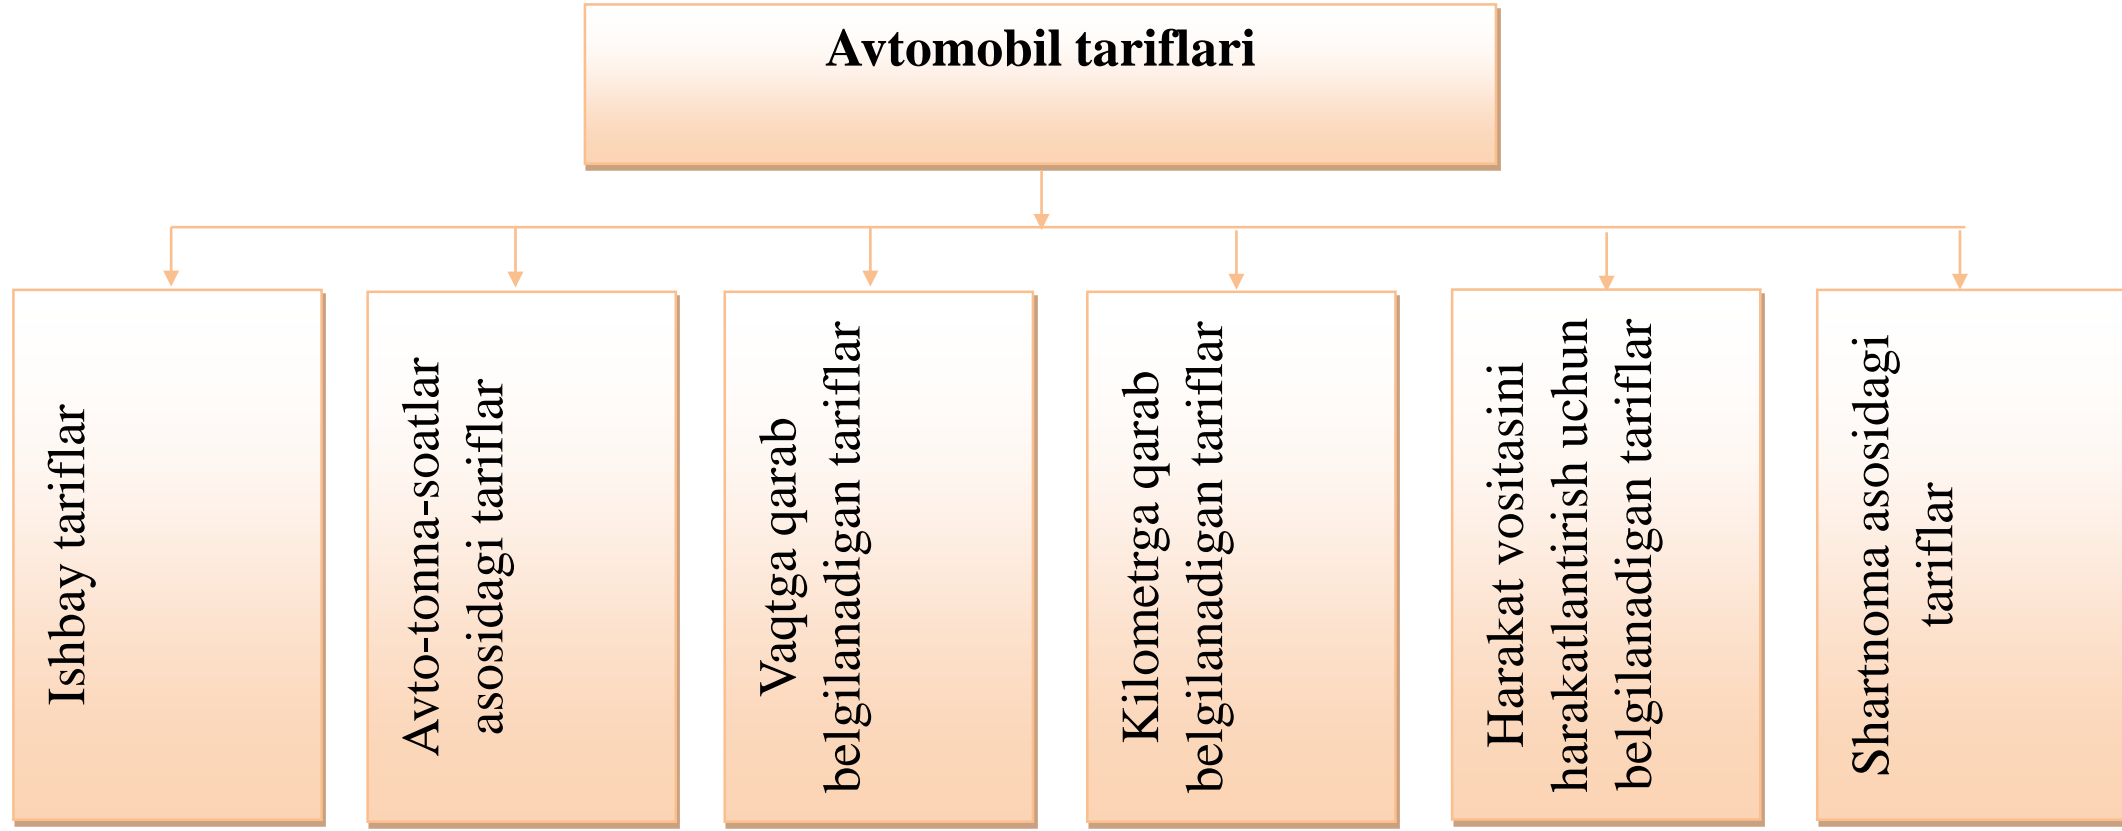 Avtomobil tariflari
Ishbay tariflar
Avto-tonna-soatlar
asosidagi tariflar
Vaqtga qarab
belgilanadigan tariflar
Kilometrga qarab
belgilanadigan tariflar
Harakat vositasini
harakatlantirish uchun
belgilanadigan tariflar
Shartnoma asosidagi
tariflar